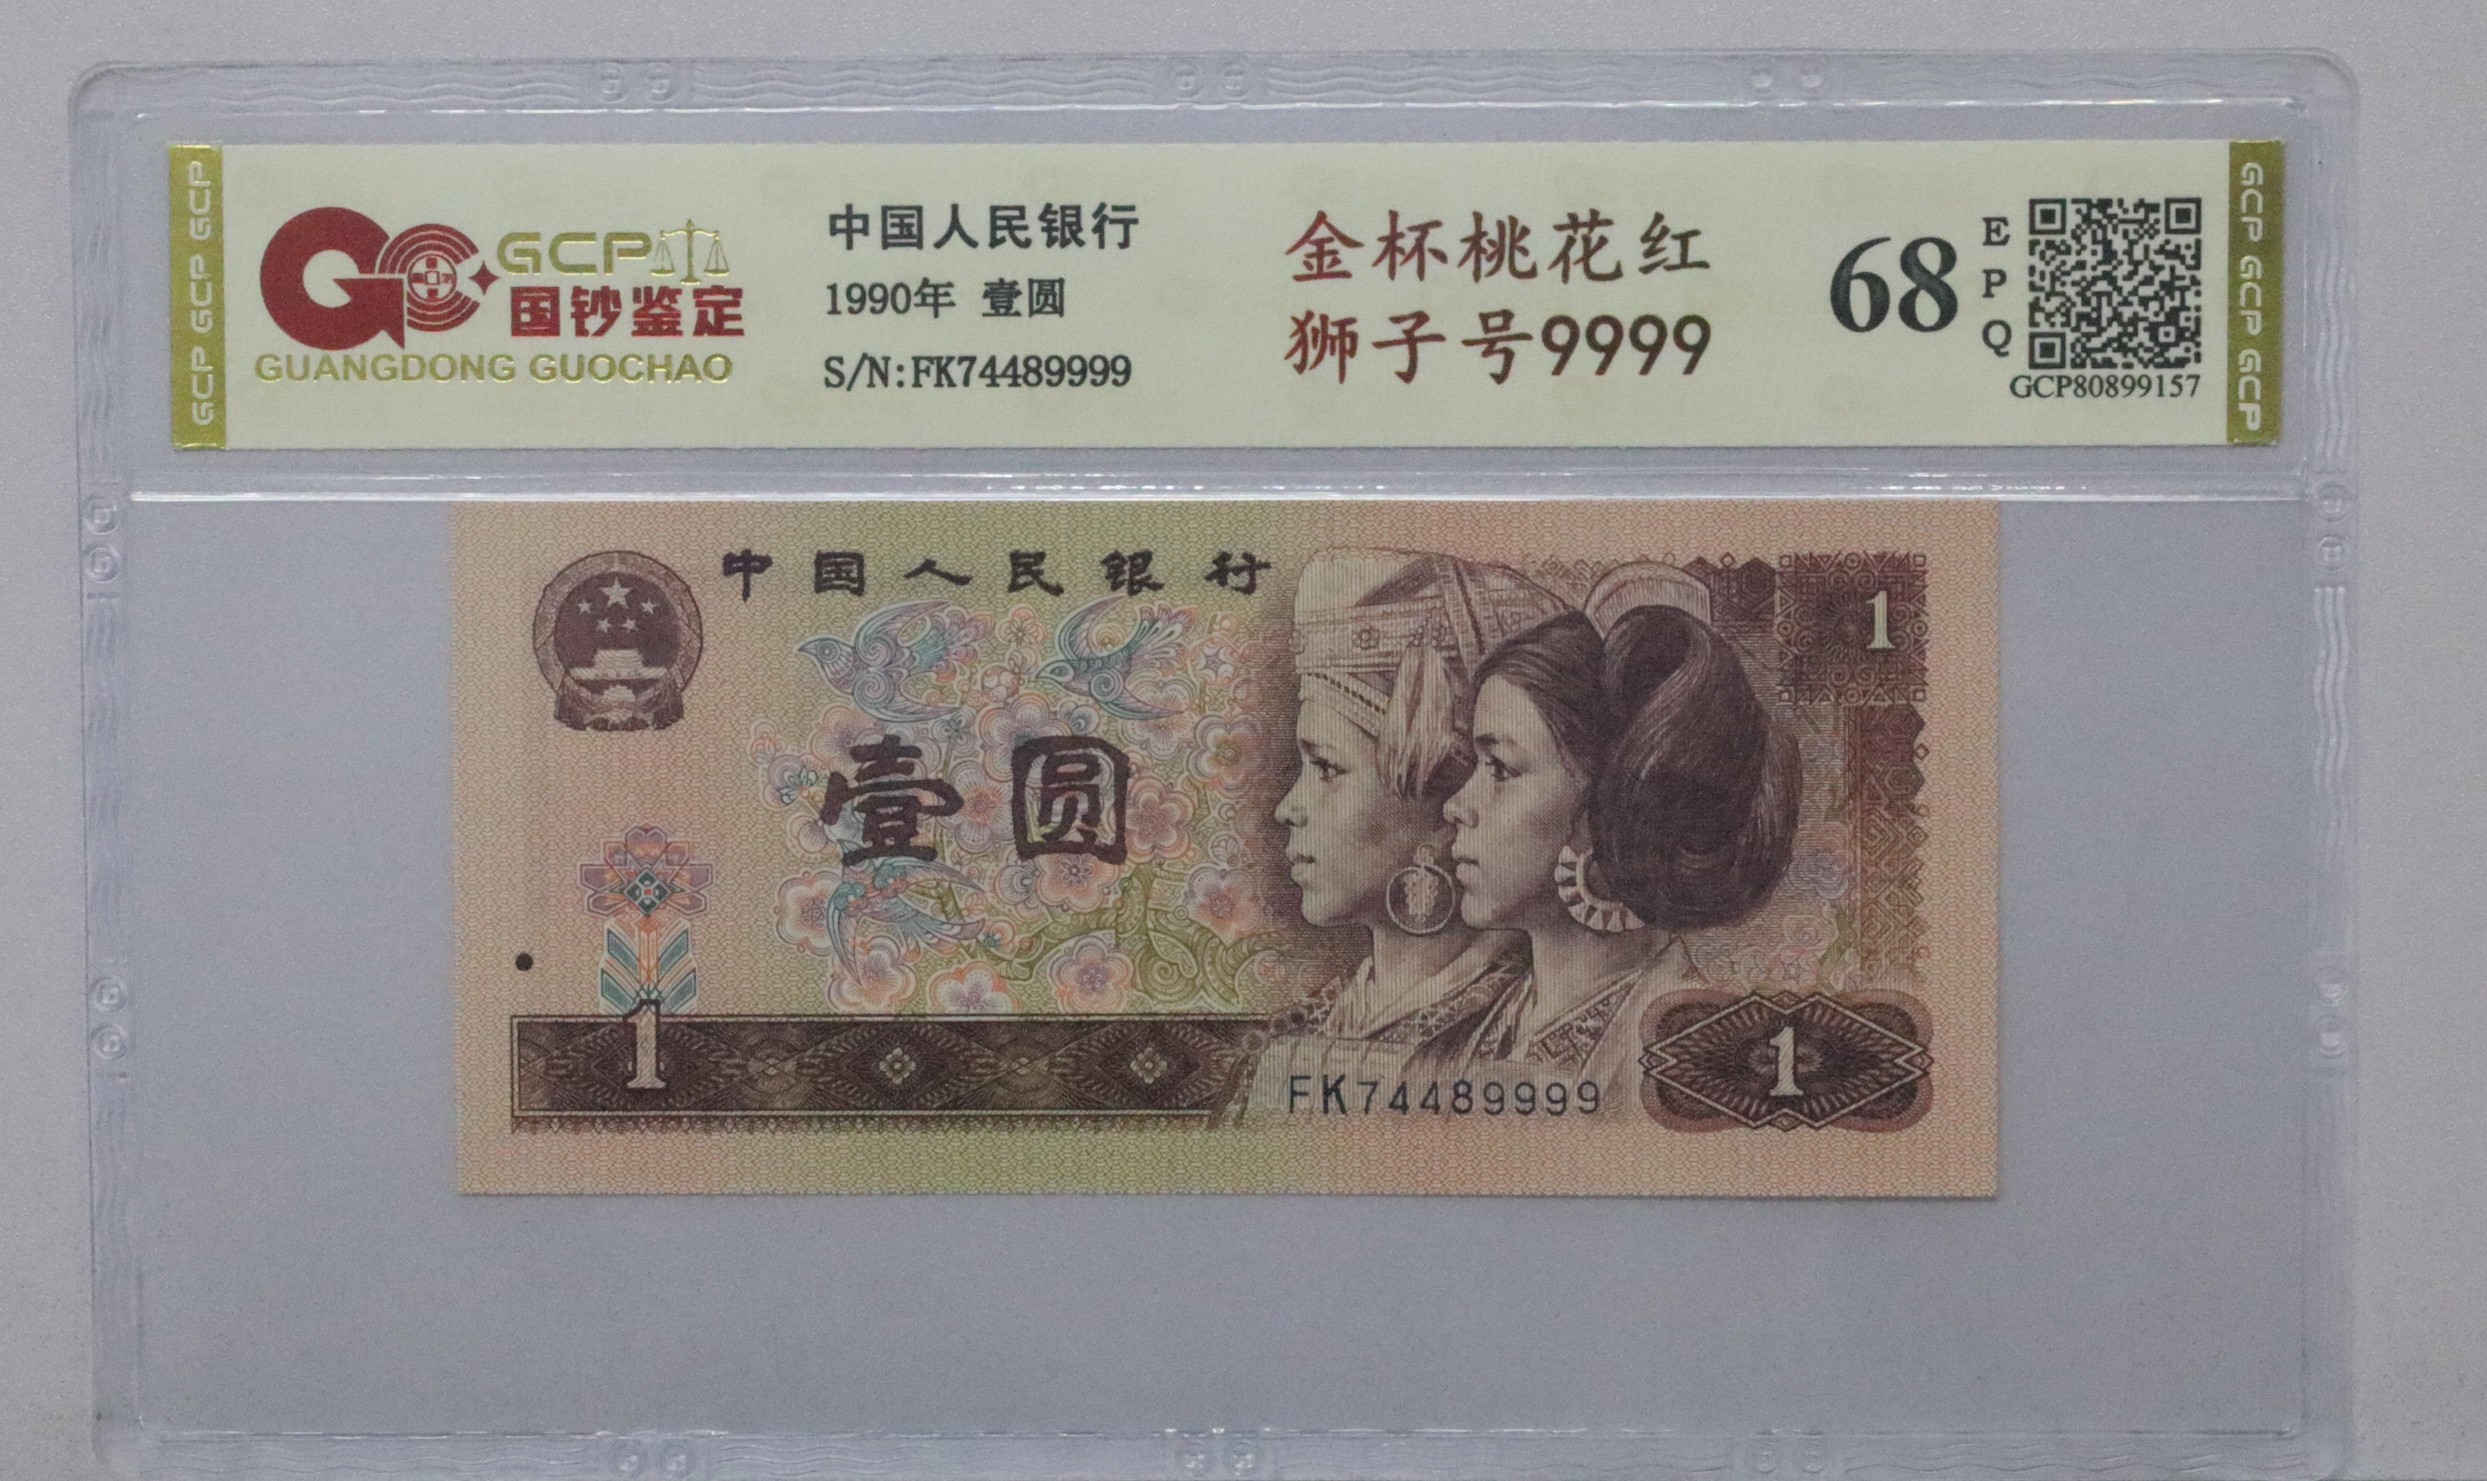 GCP GCP GCP
GCP
国钞鉴定
GUANGDONG GUOCHAO
中国人民银行
1990年 壹圆
S/N:FK74489999
金杯桃花红
狮子号9999
68
E
P
Q
GCP80899157
GCP GCP GCP
中国人民银行
1
壹圆
1
1
FK74489999